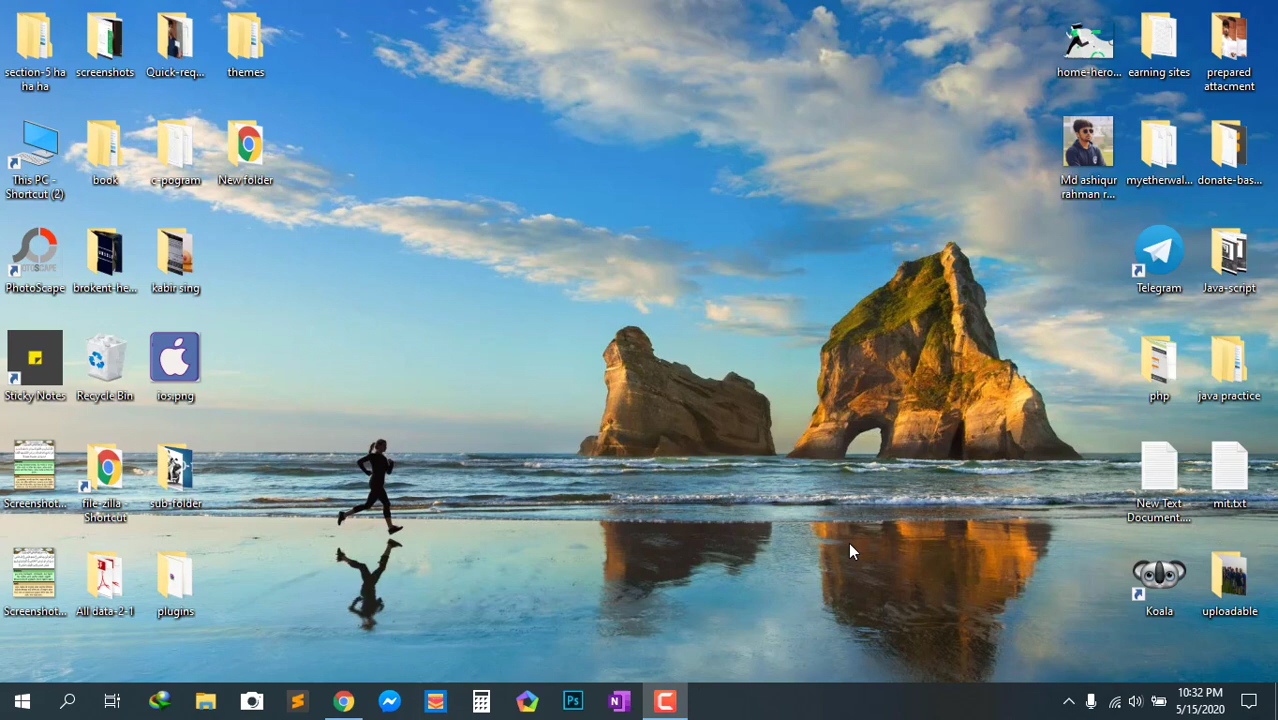 section-5 ha
ha ha
screenshots
Quick-req...
themes
This PC -
Shortcut (2)
book
c-pogram
New folder
PhotoScape
brokent-he...
kabir sing
Sticky Notes
Recycle Bin
ios.png
Screenshot...
file-zilla -
Shortcut
sub-folder
Screenshot...
All data-2-1
plugins
home-hero...
earning sites
prepared
attacment
Md ashiqur
rahman r...
myetherwal...
donate-bas...
Telegram
Java-script
php
java practice
New Text
Document....
mit.txt
Koala
uploadable
Ps
10:32 PM
5/15/2020